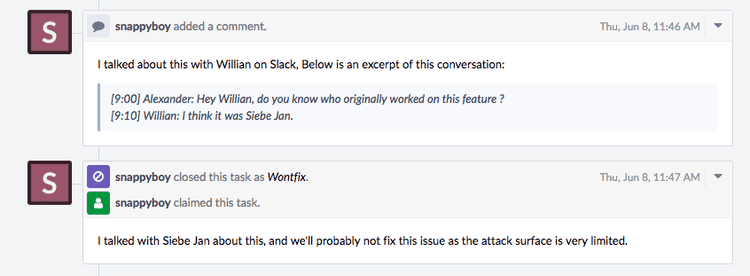 S
snappyboy added a comment.
Thu, Jun 8, 11:46 AM
I talked about this with Willian on Slack, Below is an excerpt of this conversation:
[9:00] Alexander: Hey Willian, do you know who originally worked on this feature ?
[9:10] Willian: I think it was Siebe Jan.
S
snappyboy closed this task as Wontfix.
Thu, Jun 8, 11:47 AM
snappyboy claimed this task.
I talked with Siebe Jan about this, and we'll probably not fix this issue as the attack surface is very limited.